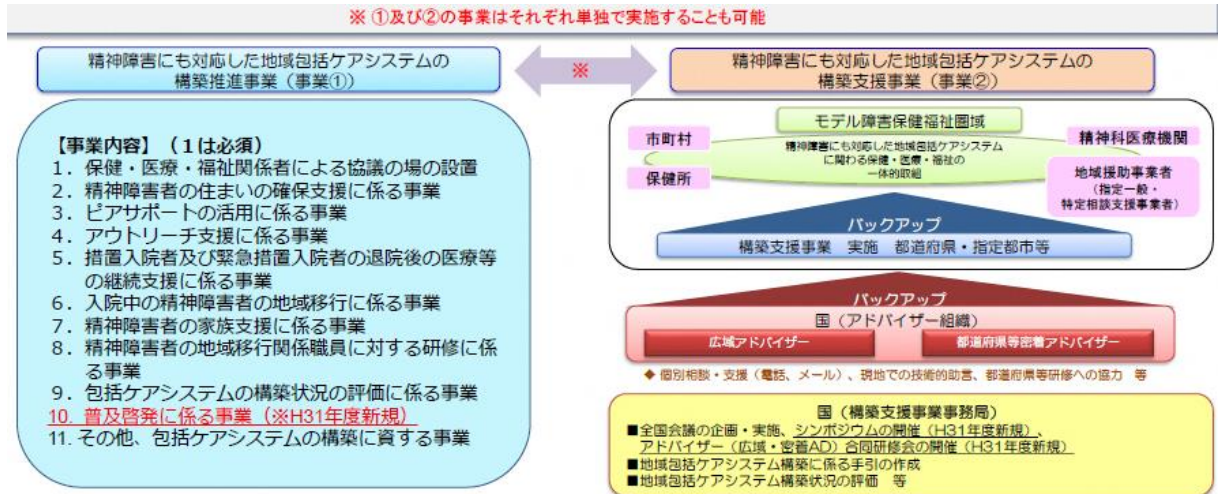 ※ ①及び②の事業はそれぞれ単独で実施することも可能
精神障害にも対応した地域包括ケアシステムの
構築推進事業（事業①）
※
精神障害にも対応した地域包括ケアシステムの
構築支援事業（事業②）
【事業内容】（１は必須）
１．保健・医療・福祉関係者による協議の場の設置
２．精神障害者の住まいの確保支援に係る事業
３．ピアサポートの活用に係る事業
４．アウトリーチ支援に係る事業
５．措置入院者及び緊急措置入院者の退院後の医療等
の継続支援に係る事業
６．入院中の精神障害者の地域移行に係る事業
７．精神障害者の家族支援に係る事業
８．精神障害者の地域移行関係職員に対する研修に係
る事業
９．包括ケアシステムの構築状況の評価に係る事業
10. 普及啓発に係る事業（※H31年度新規）
11. その他、包括ケアシステムの構築に資する事業
モデル障害保健福祉圏域
市町村
精神科医療機関
精神障害にも対応した地域包括ケアシステム
に関わる保健・医療・福祉の
一体的取組
保健所
地域援助事業者
（指定一般・
特定相談支援事業者）
バックアップ
構築支援事業 実施 都道府県・指定都市等
バックアップ
国（アドバイザー組織）
広域アドバイザー
都道府県等密着アドバイザー
◆ 個別相談・支援（電話、メール）、現地での技術的助言、都道府県等研修への協力 等
国（構築支援事業事務局）
■全国会議の企画・実施、シンポジウムの開催（H31年度新規）、
アドバイザー（広域・密着AD）合同研修会の開催（H31年度新規）
■地域包括ケアシステム構築に係る手引の作成
■地域包括ケアシステム構築状況の評価 等